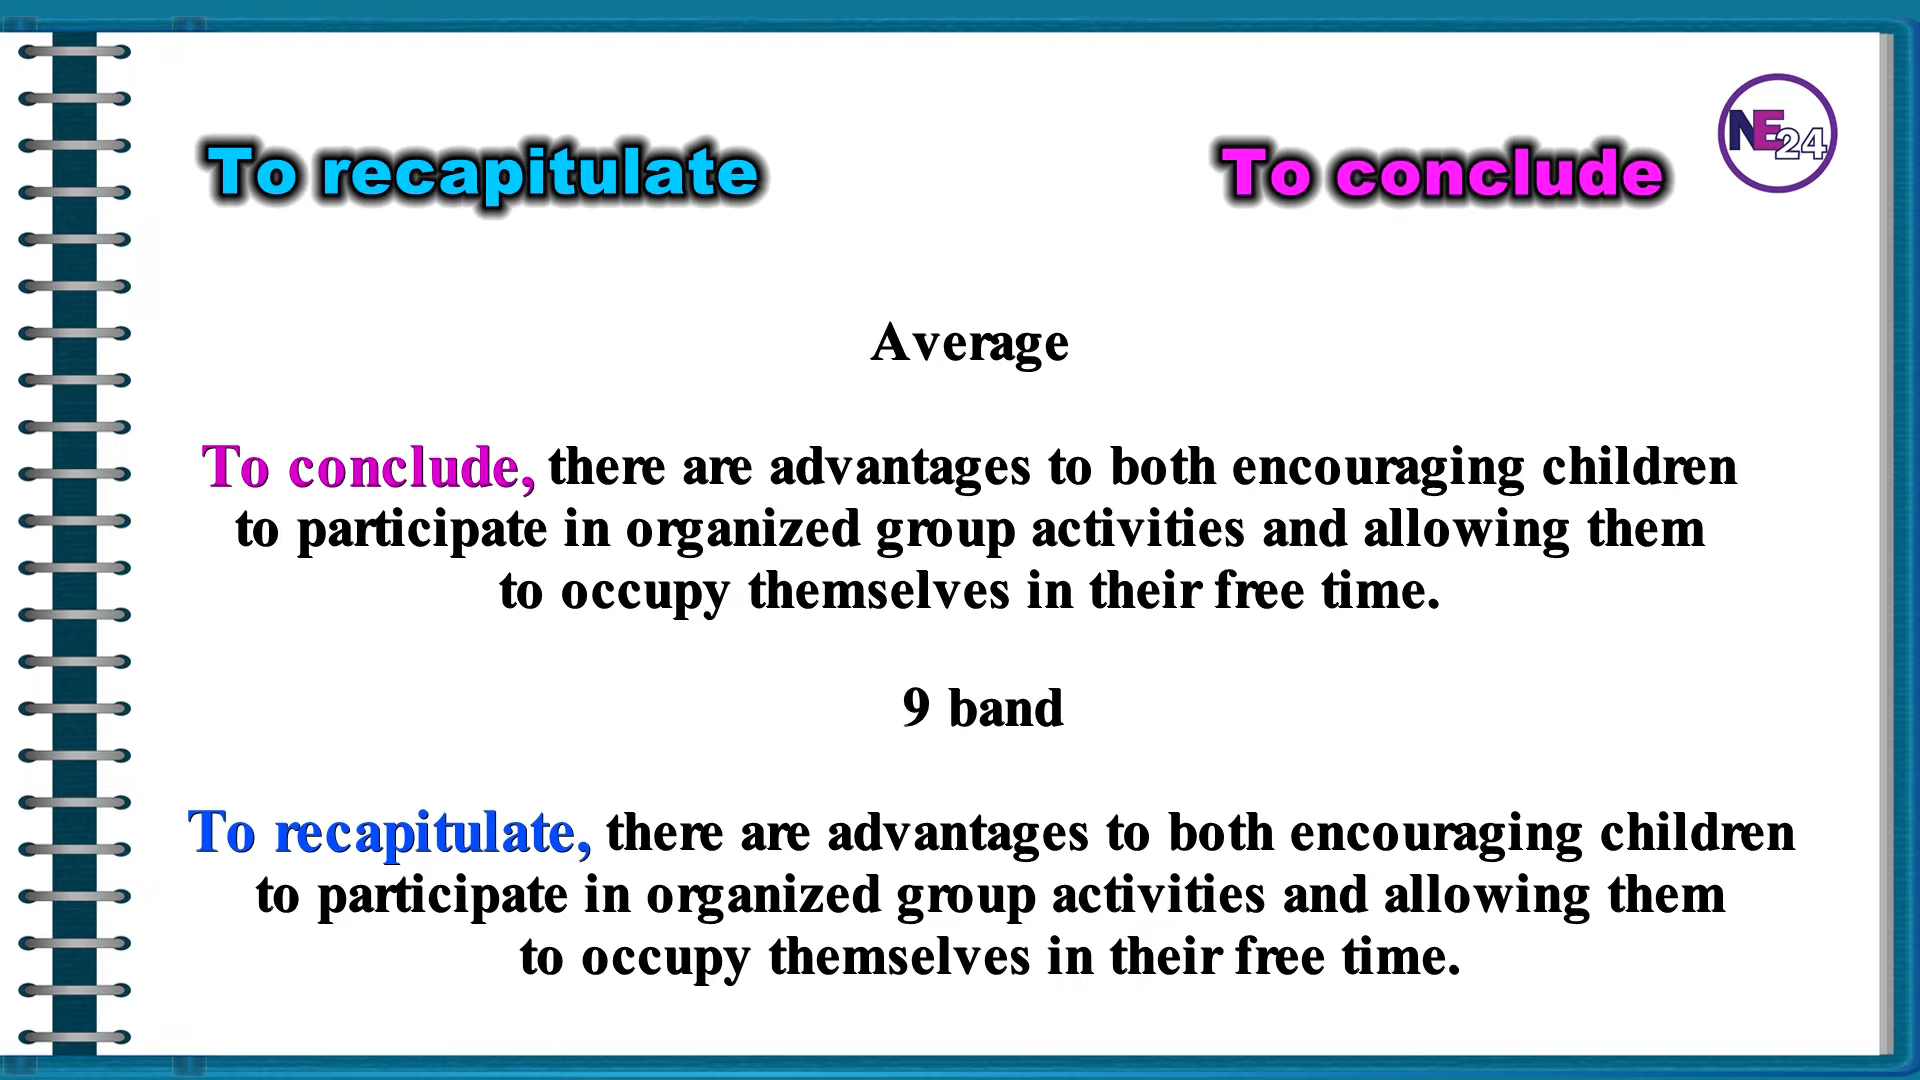 To recapitulate
To conclude
NE24
Average
To conclude, there are advantages to both encouraging children
to participate in organized group activities and allowing them
to occupy themselves in their free time.
9 band
To recapitulate, there are advantages to both encouraging children
to participate in organized group activities and allowing them
to occupy themselves in their free time.